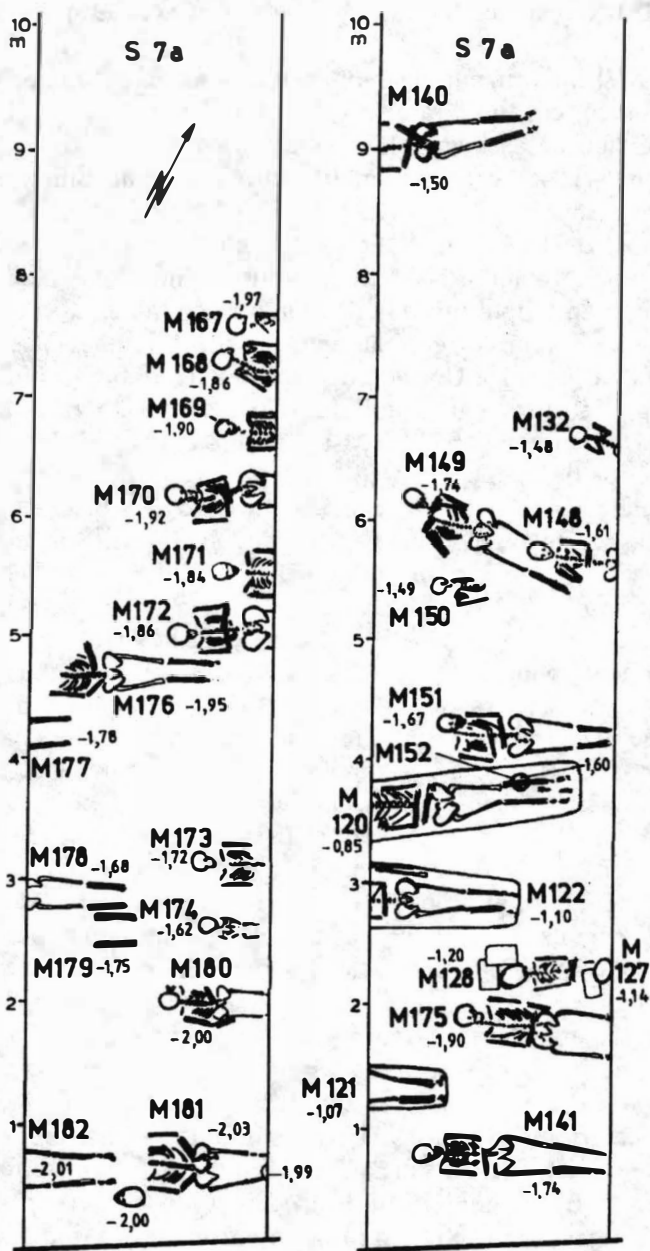 10
m
S 7a
9
8
-1,97
M167
M168
-1,86
7
M169
-1,90
M170
-1,92
6
M171
-1,84
M172
-1,86
5
M176 -1,95
-1,78
4
M177
M173
-1,72
M178 -1,68
3
M174
-1,62
M179 -1,75
M180
2
-2,00
M181
1
M182
-2,03
-2,01
-1,99
-2,00
10
m
S 7a
M140
9
-1,50
8
7
M132
-1,48
M149
-1,74
6
M148
-1,61
-1,49
M150
5
M151
-1,67
M152
4
-1,60
M
120
-0,85
3
M122
-1,10
-1,20
M128
M
127
-1,14
2
M175
-1,90
M121
-1,07
1
M141
-1,74